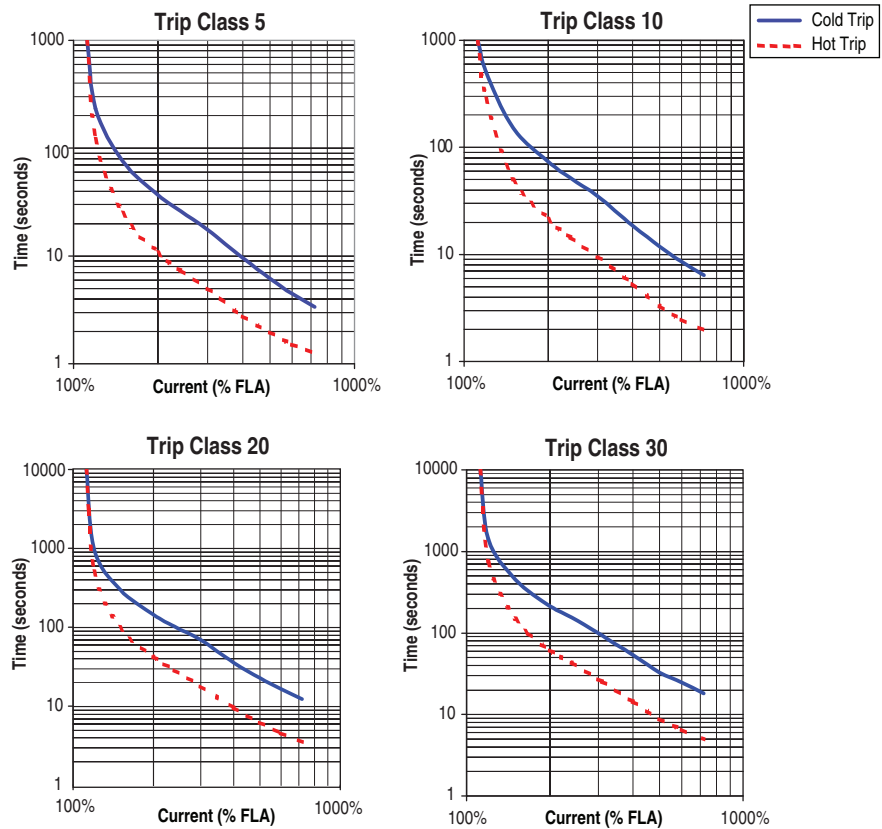 Trip Class 5
1000
100
10
1
Time (seconds)
100%
Current (% FLA)
1000%
Trip Class 10
1000
100
10
1
Time (seconds)
100%
Current (% FLA)
1000%
Cold Trip
Hot Trip
Trip Class 20
10000
1000
100
10
1
Time (seconds)
100%
Current (% FLA)
1000%
Trip Class 30
10000
1000
100
10
1
Time (seconds)
100%
Current (% FLA)
1000%